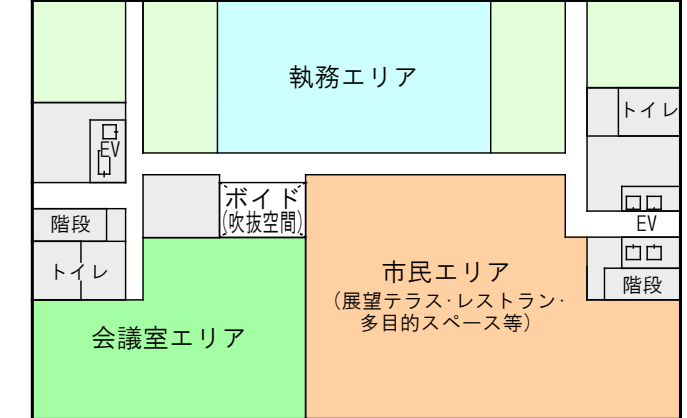 執務エリア
トイレ
EV
ボイド
(吹抜空間)
階段
EV
トイレ
市民エリア
(展望テラス・レストラン・
多目的スペース等)
階段
会議室エリア